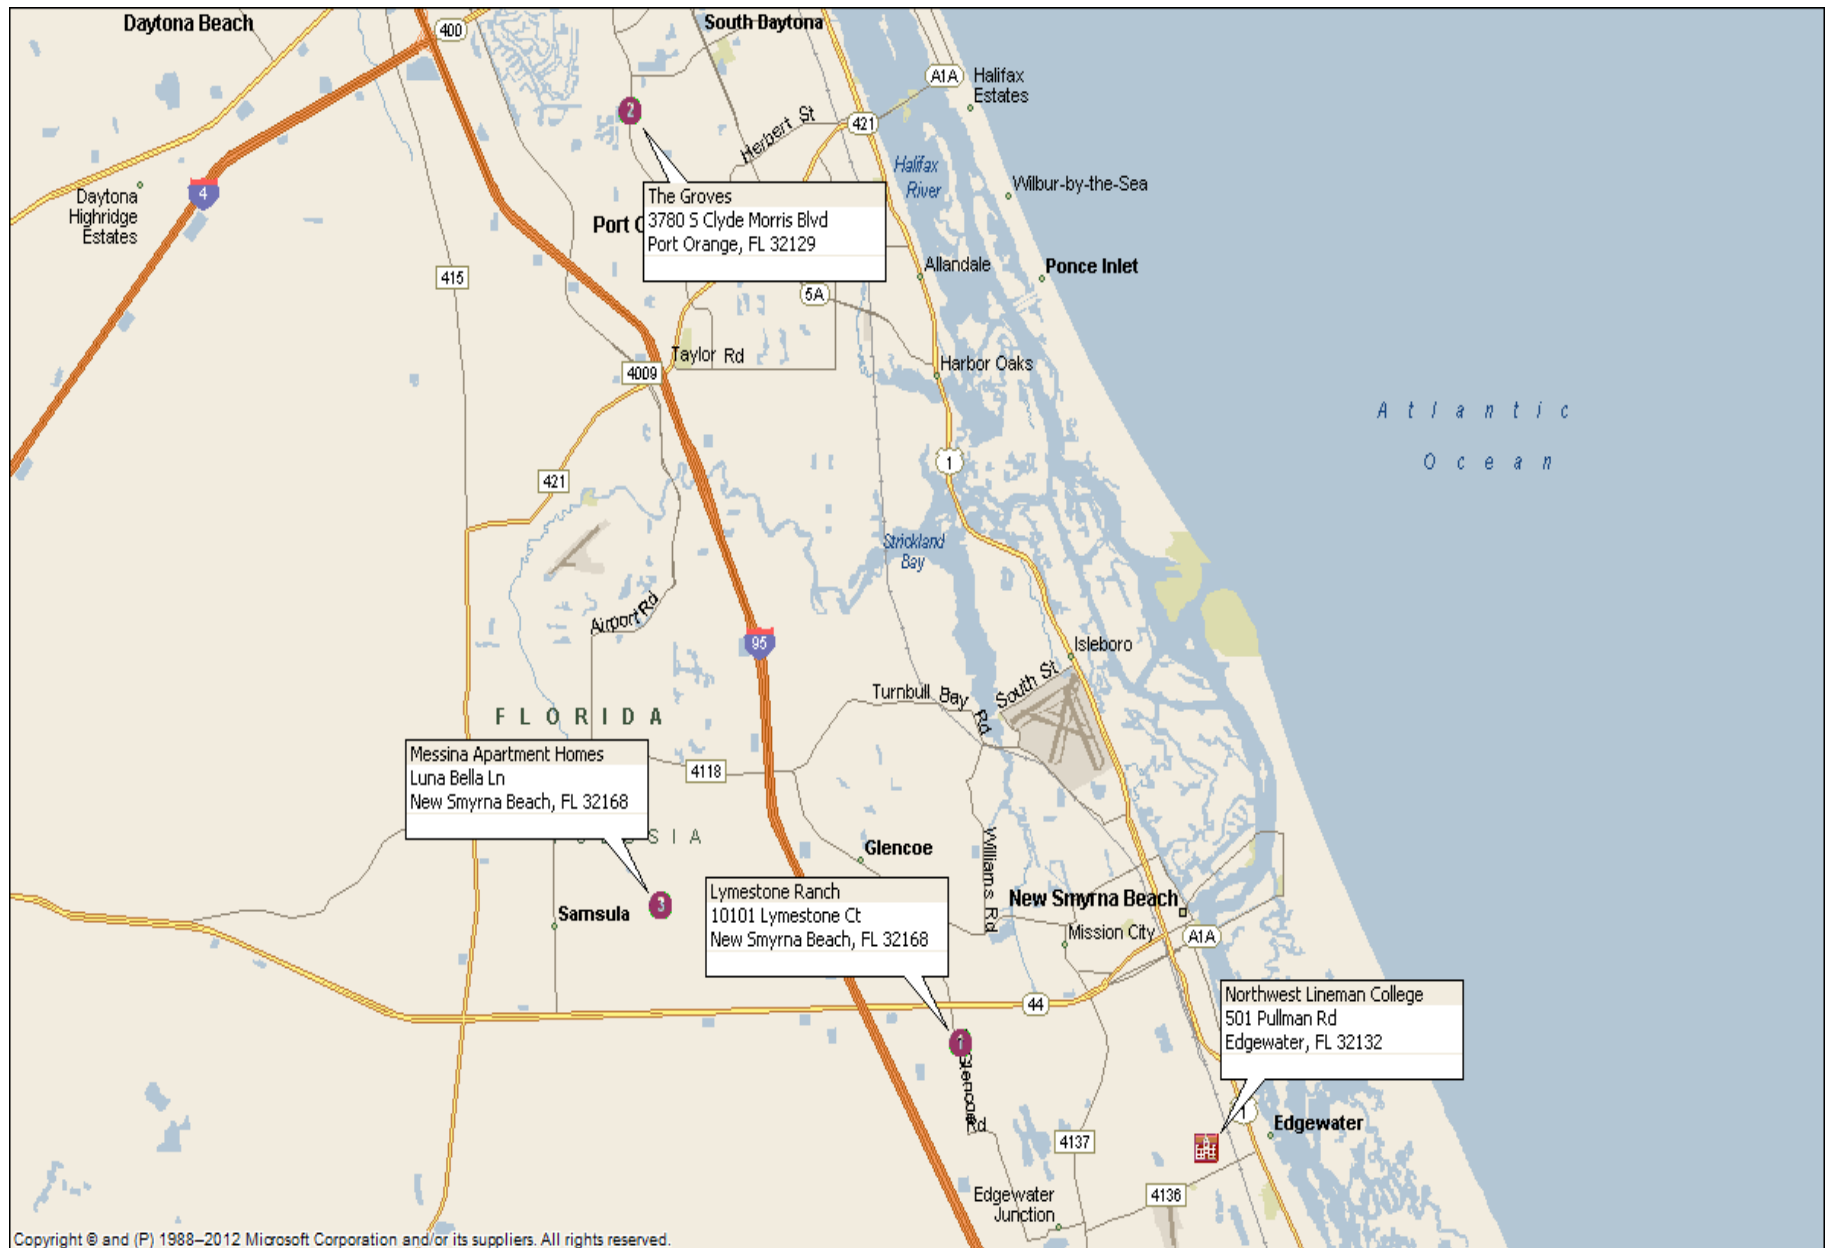 Daytona Beach
400
South Daytona
A1A
Halifax
Estates
2
Herbert St
421
Halifax
River
Daytona
Highridge
Estates
4
Wilbur-by-the-Sea
The Groves
3780 S Clyde Morris Blvd
Port Orange, FL 32129
Port O
415
Allandale
Ponce Inlet
5A
Taylor Rd
4009
Harbor Oaks
Atlantic
Ocean
1
421
Strickland
Bay
Airport Rd
95
Isleboro
South St
Turnbull Bay Rd
FLORIDA
Messina Apartment Homes
Luna Bella Ln
New Smyrna Beach, FL 32168
4118
SIA
Glencoe
Williams Rd
Lymestone Ranch
10101 Lymestone Ct
New Smyrna Beach, FL 32168
3
Samsula
New Smyrna Beach
Mission City
A1A
44
Northwest Lineman College
501 Pullman Rd
Edgewater, FL 32132
1
Glencoe Rd
1
Edgewater
4137
4136
Edgewater
Junction
Copyright © and (P) 1988–2012 Microsoft Corporation and/or its suppliers. All rights reserved.